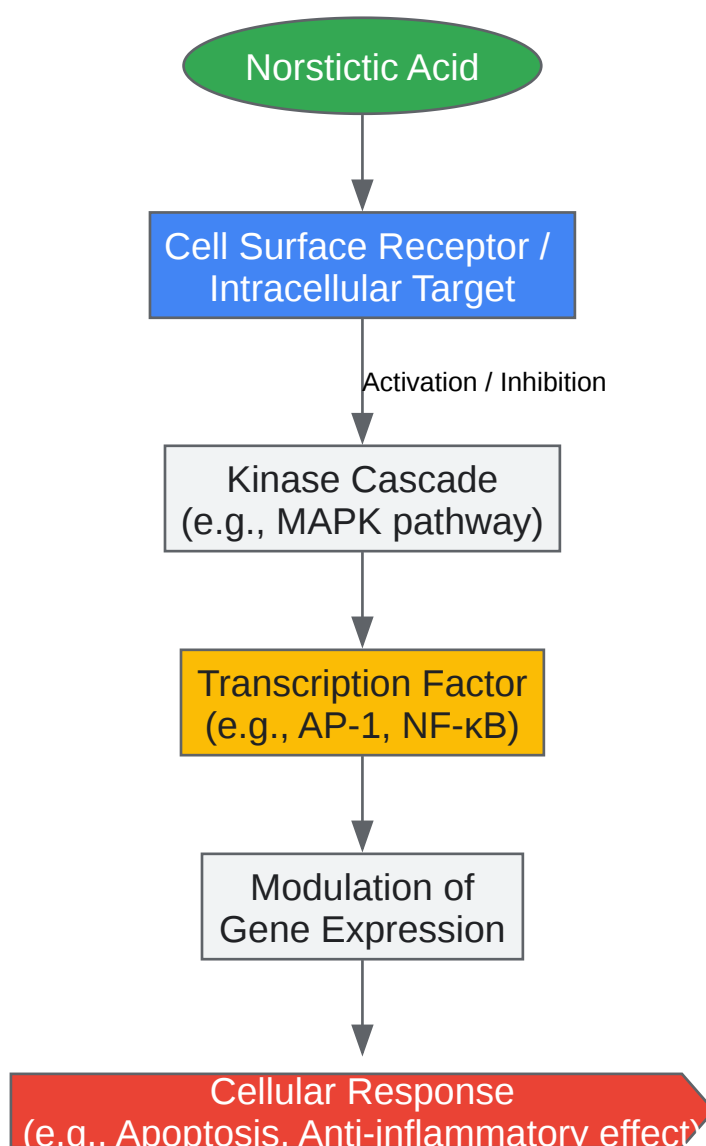 Norstictic Acid
Cell Surface Receptor /
Intracellular Target
Activation / Inhibition
Kinase Cascade
(e.g., MAPK pathway)
Transcription Factor
(e.g., AP-1, NF-κB)
Modulation of
Gene Expression
Cellular Response
(e.g., Apoptosis, Anti-inflammatory effect)